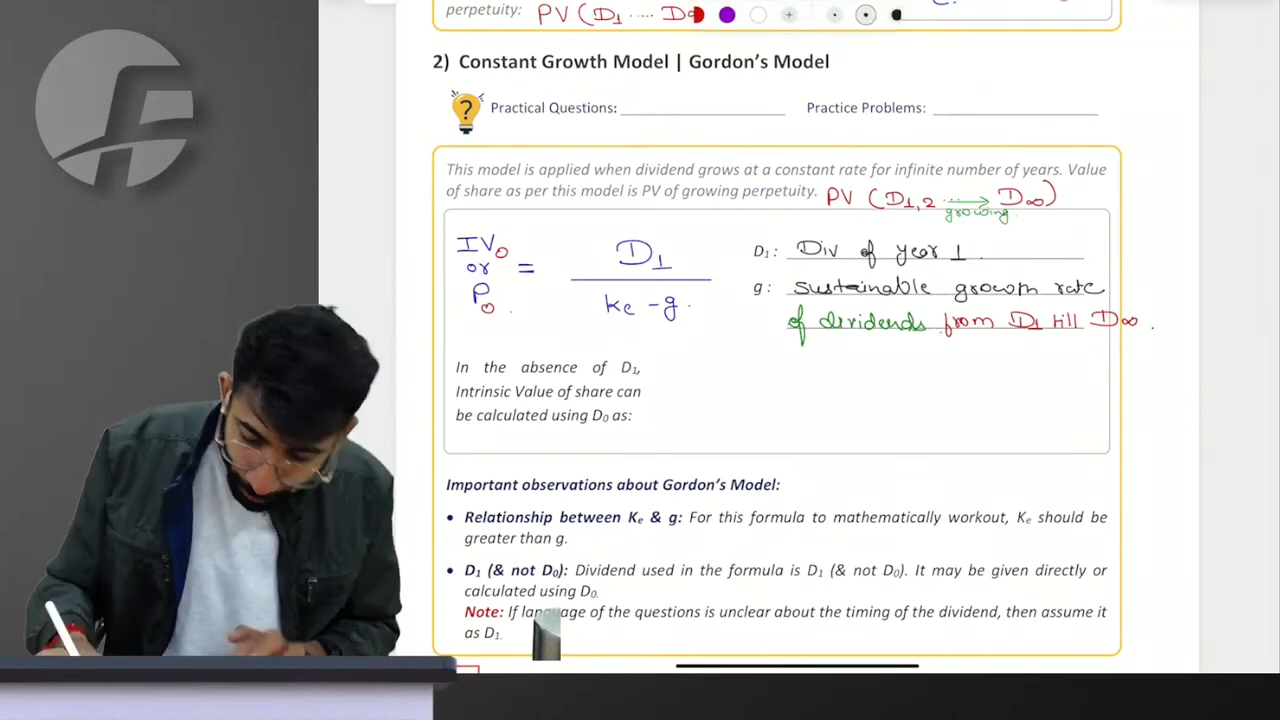 perpetuity: PV (D1 ..... D∞
2) Constant Growth Model | Gordon's Model
Practical Questions: Practice Problems:
This model is applied when dividend grows at a constant rate for infinite number of years. Value
of share as per this model is PV of growing perpetuity. PV (D1,2 ...→ D∞)
growing
IV0
or
P0
=
D1
ke - g
D1: Div of year 1
g: sustainable growth rate
of dividends from D1 till D∞
In the absence of D1,
Intrinsic Value of share can
be calculated using D0 as:
Important observations about Gordon's Model:
• Relationship between Ke & g: For this formula to mathematically workout, Ke should be
greater than g.
• D1 (& not D0): Dividend used in the formula is D1 (& not D0). It may be given directly or
calculated using D0.
Note: If language of the questions is unclear about the timing of the dividend, then assume it
as D1.